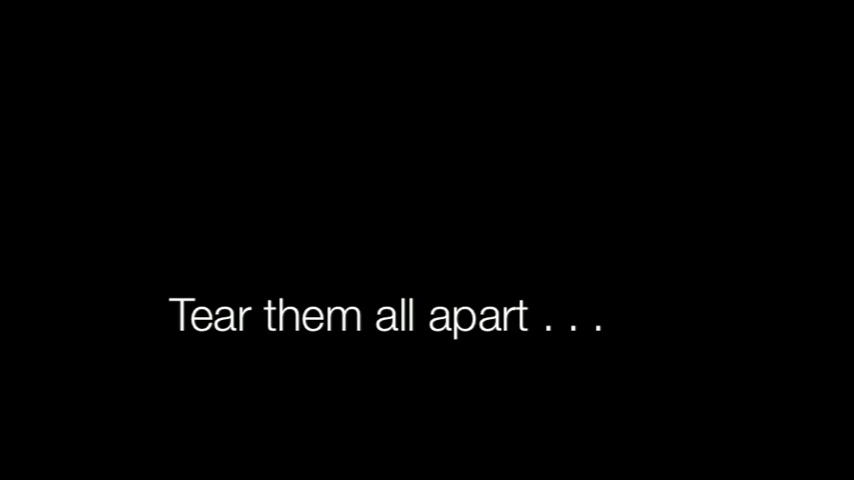 Tear them all apart . . .